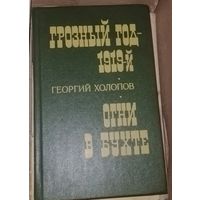 ГРОЗНЫЙ ГОД-
1919-Й
ГЕОРГИЙ ХОЛОПОВ
ОГНИ
В БУХТЕ